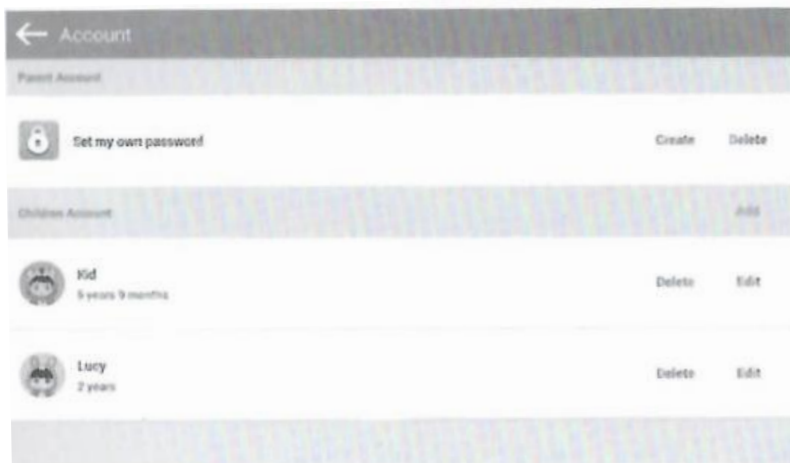 Account
Parent Account
Set my own password
Create
Delete
Children Account
Add
Kid
5 years 9 months
Delete
Edit
Lucy
2 years
Delete
Edit